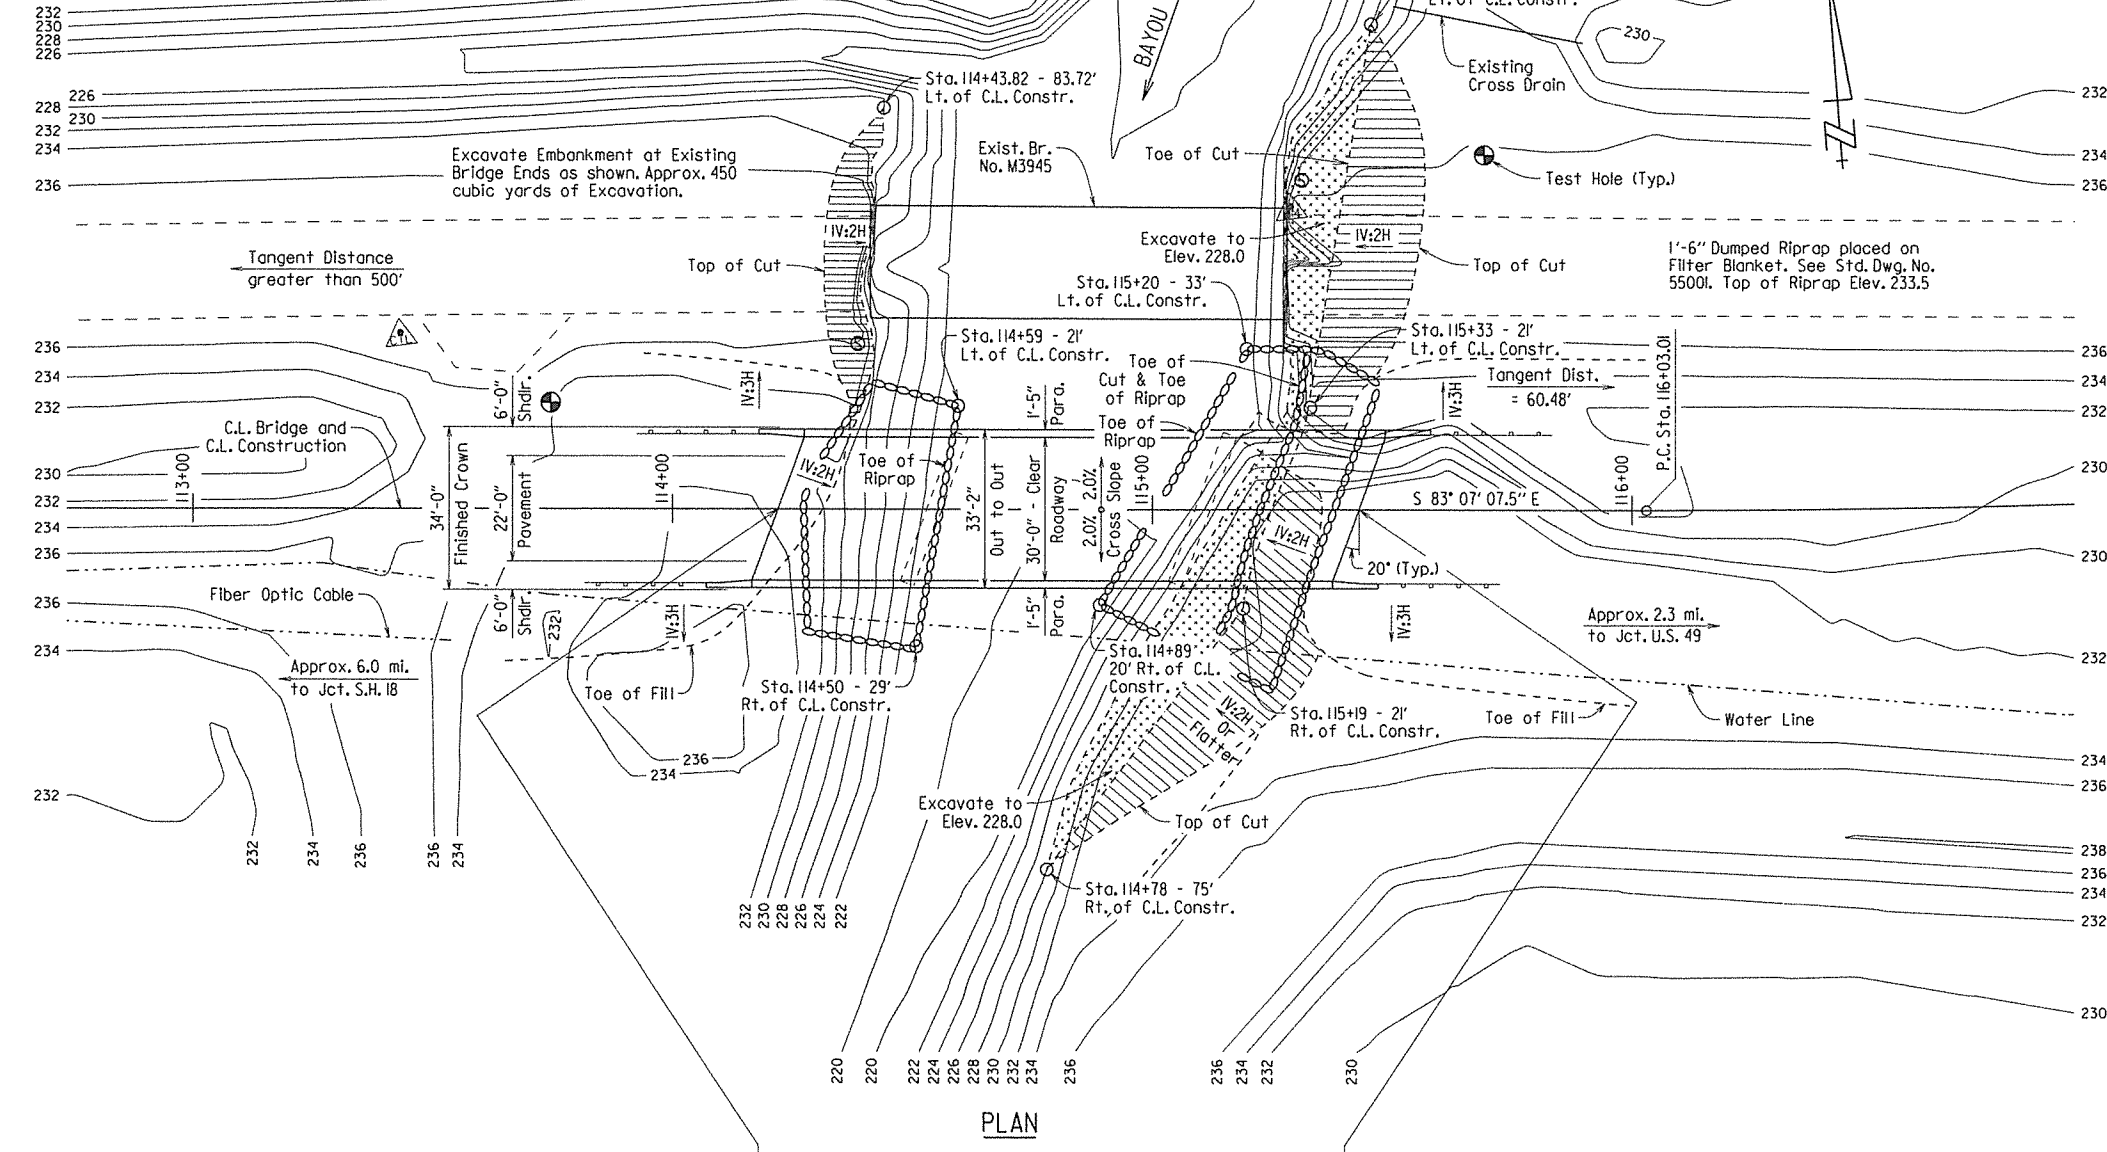 232
230
228
226
226
228
230
232
234
236
Lt. of C.L. Constr.
BAYOU
230
Existing
Cross Drain
232
234
236
Sta. 114+43.82 - 83.72'
Lt. of C.L. Constr.
Excavate Embankment at Existing
Bridge Ends as shown. Approx. 450
cubic yards of Excavation.
Exist. Br.
No. M3945
Toe of Cut
Test Hole (Typ.)
1V:2H
Excavate to
Elev. 228.0
1V:2H
Tangent Distance
greater than 500'
Top of Cut
Top of Cut
1'-6" Dumped Riprap placed on
Filter Blanket. See Std. Dwg. No.
55001. Top of Riprap Elev. 233.5
Sta. 115+20 - 33'
Lt. of C.L. Constr.
Sta. 114+59 - 21'
Lt. of C.L. Constr.
Sta. 115+33 - 21'
Lt. of C.L. Constr.
236
234
232
230
232
234
236
236
234
232
6'-0"
Shdlr.
1V:3H
1'-5"
Para.
Toe of
Cut & Toe
of Riprap
Toe of
Riprap
1V:3H
Tangent Dist.
= 60.48'
P.C. Sta. 116+03.01
236
234
232
230
C.L. Bridge and
C.L. Construction
113+00
34'-0"
Finished Crown
22'-0"
Pavement
114+00
1V:2H
Toe of
Riprap
33'-2"
Out to Out
30'-0" - Clear
Roadway
2.0% 2.0%
Cross Slope
115+00
1V:2H
S 83° 07' 07.5" E
116+00
20° (Typ.)
230
Fiber Optic Cable
6'-0"
Shdlr.
232
1V:3H
1'-5"
Para.
1V:3H
Approx. 2.3 mi.
to Jct. U.S. 49
232
Approx. 6.0 mi.
to Jct. S.H. 18
Toe of Fill
Sta. 114+50 - 29'
Rt. of C.L. Constr.
Sta. 114+89'
20' Rt. of C.L.
Constr.
1V:2H
Or
Flatter
Sta. 115+19 - 21'
Rt. of C.L. Constr.
Toe of Fill
Water Line
236
234
234
236
232
Excavate to
Elev. 228.0
Top of Cut
232
234
236
236
234
238
236
234
232
Sta. 114+78 - 75'
Rt. of C.L. Constr.
232
230
228
226
224
222
230
220
220
222
224
226
228
230
232
234
236
236
234
232
230
PLAN